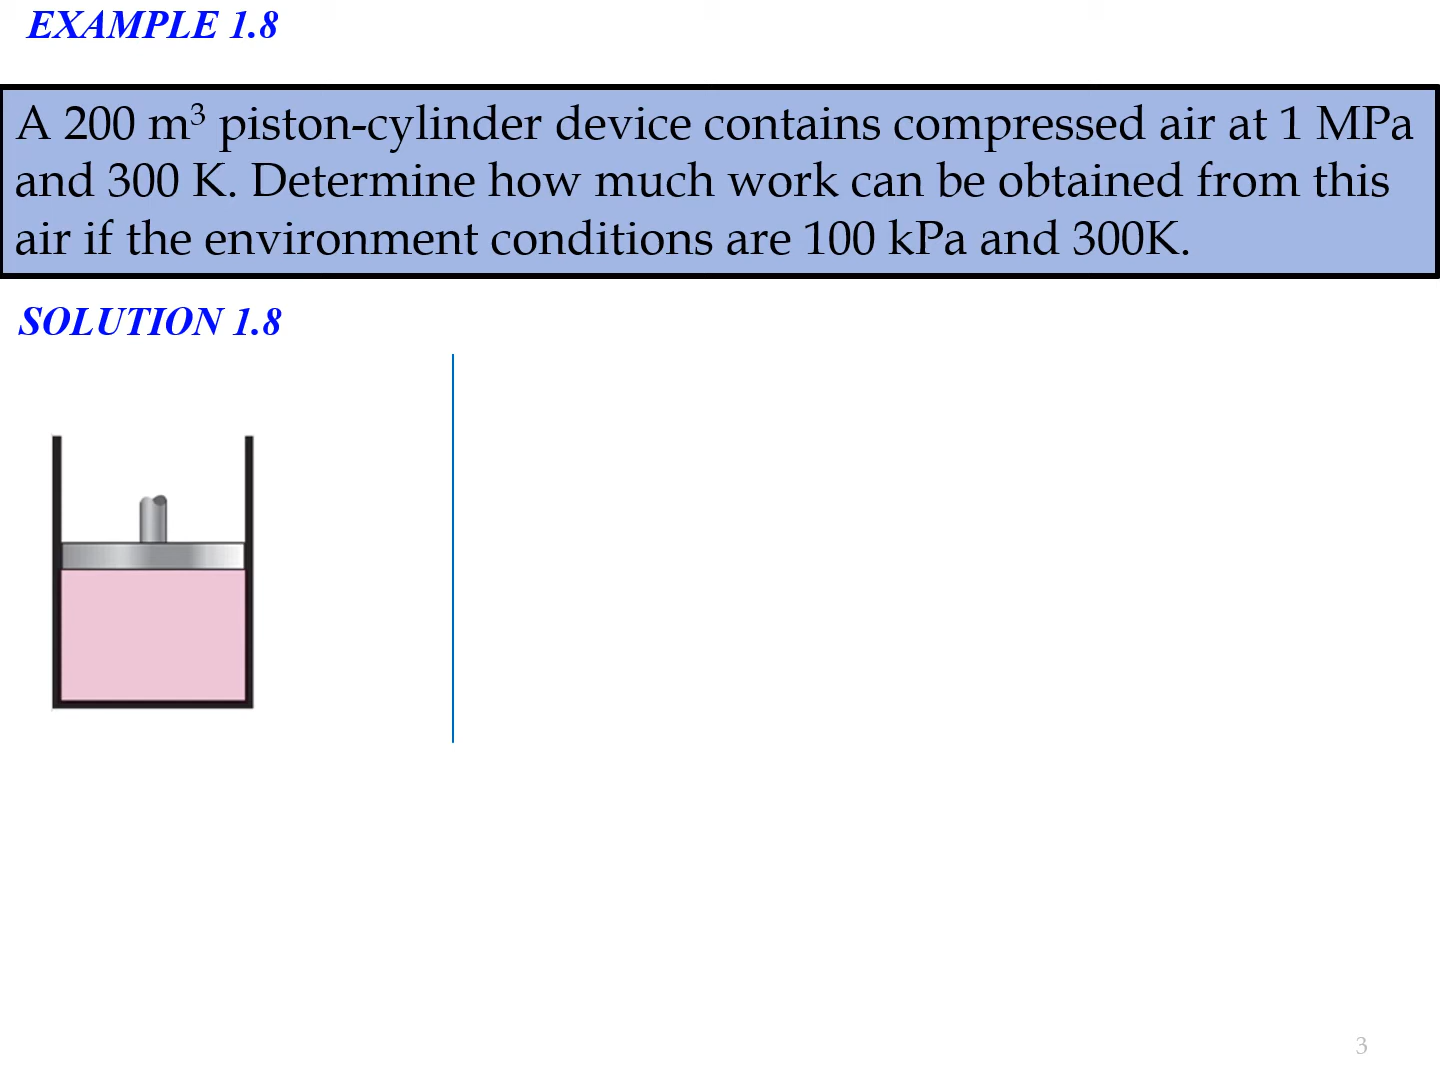 EXAMPLE 1.8
A 200 m³ piston-cylinder device contains compressed air at 1 MPa
and 300 K. Determine how much work can be obtained from this
air if the environment conditions are 100 kPa and 300K.
SOLUTION 1.8
3